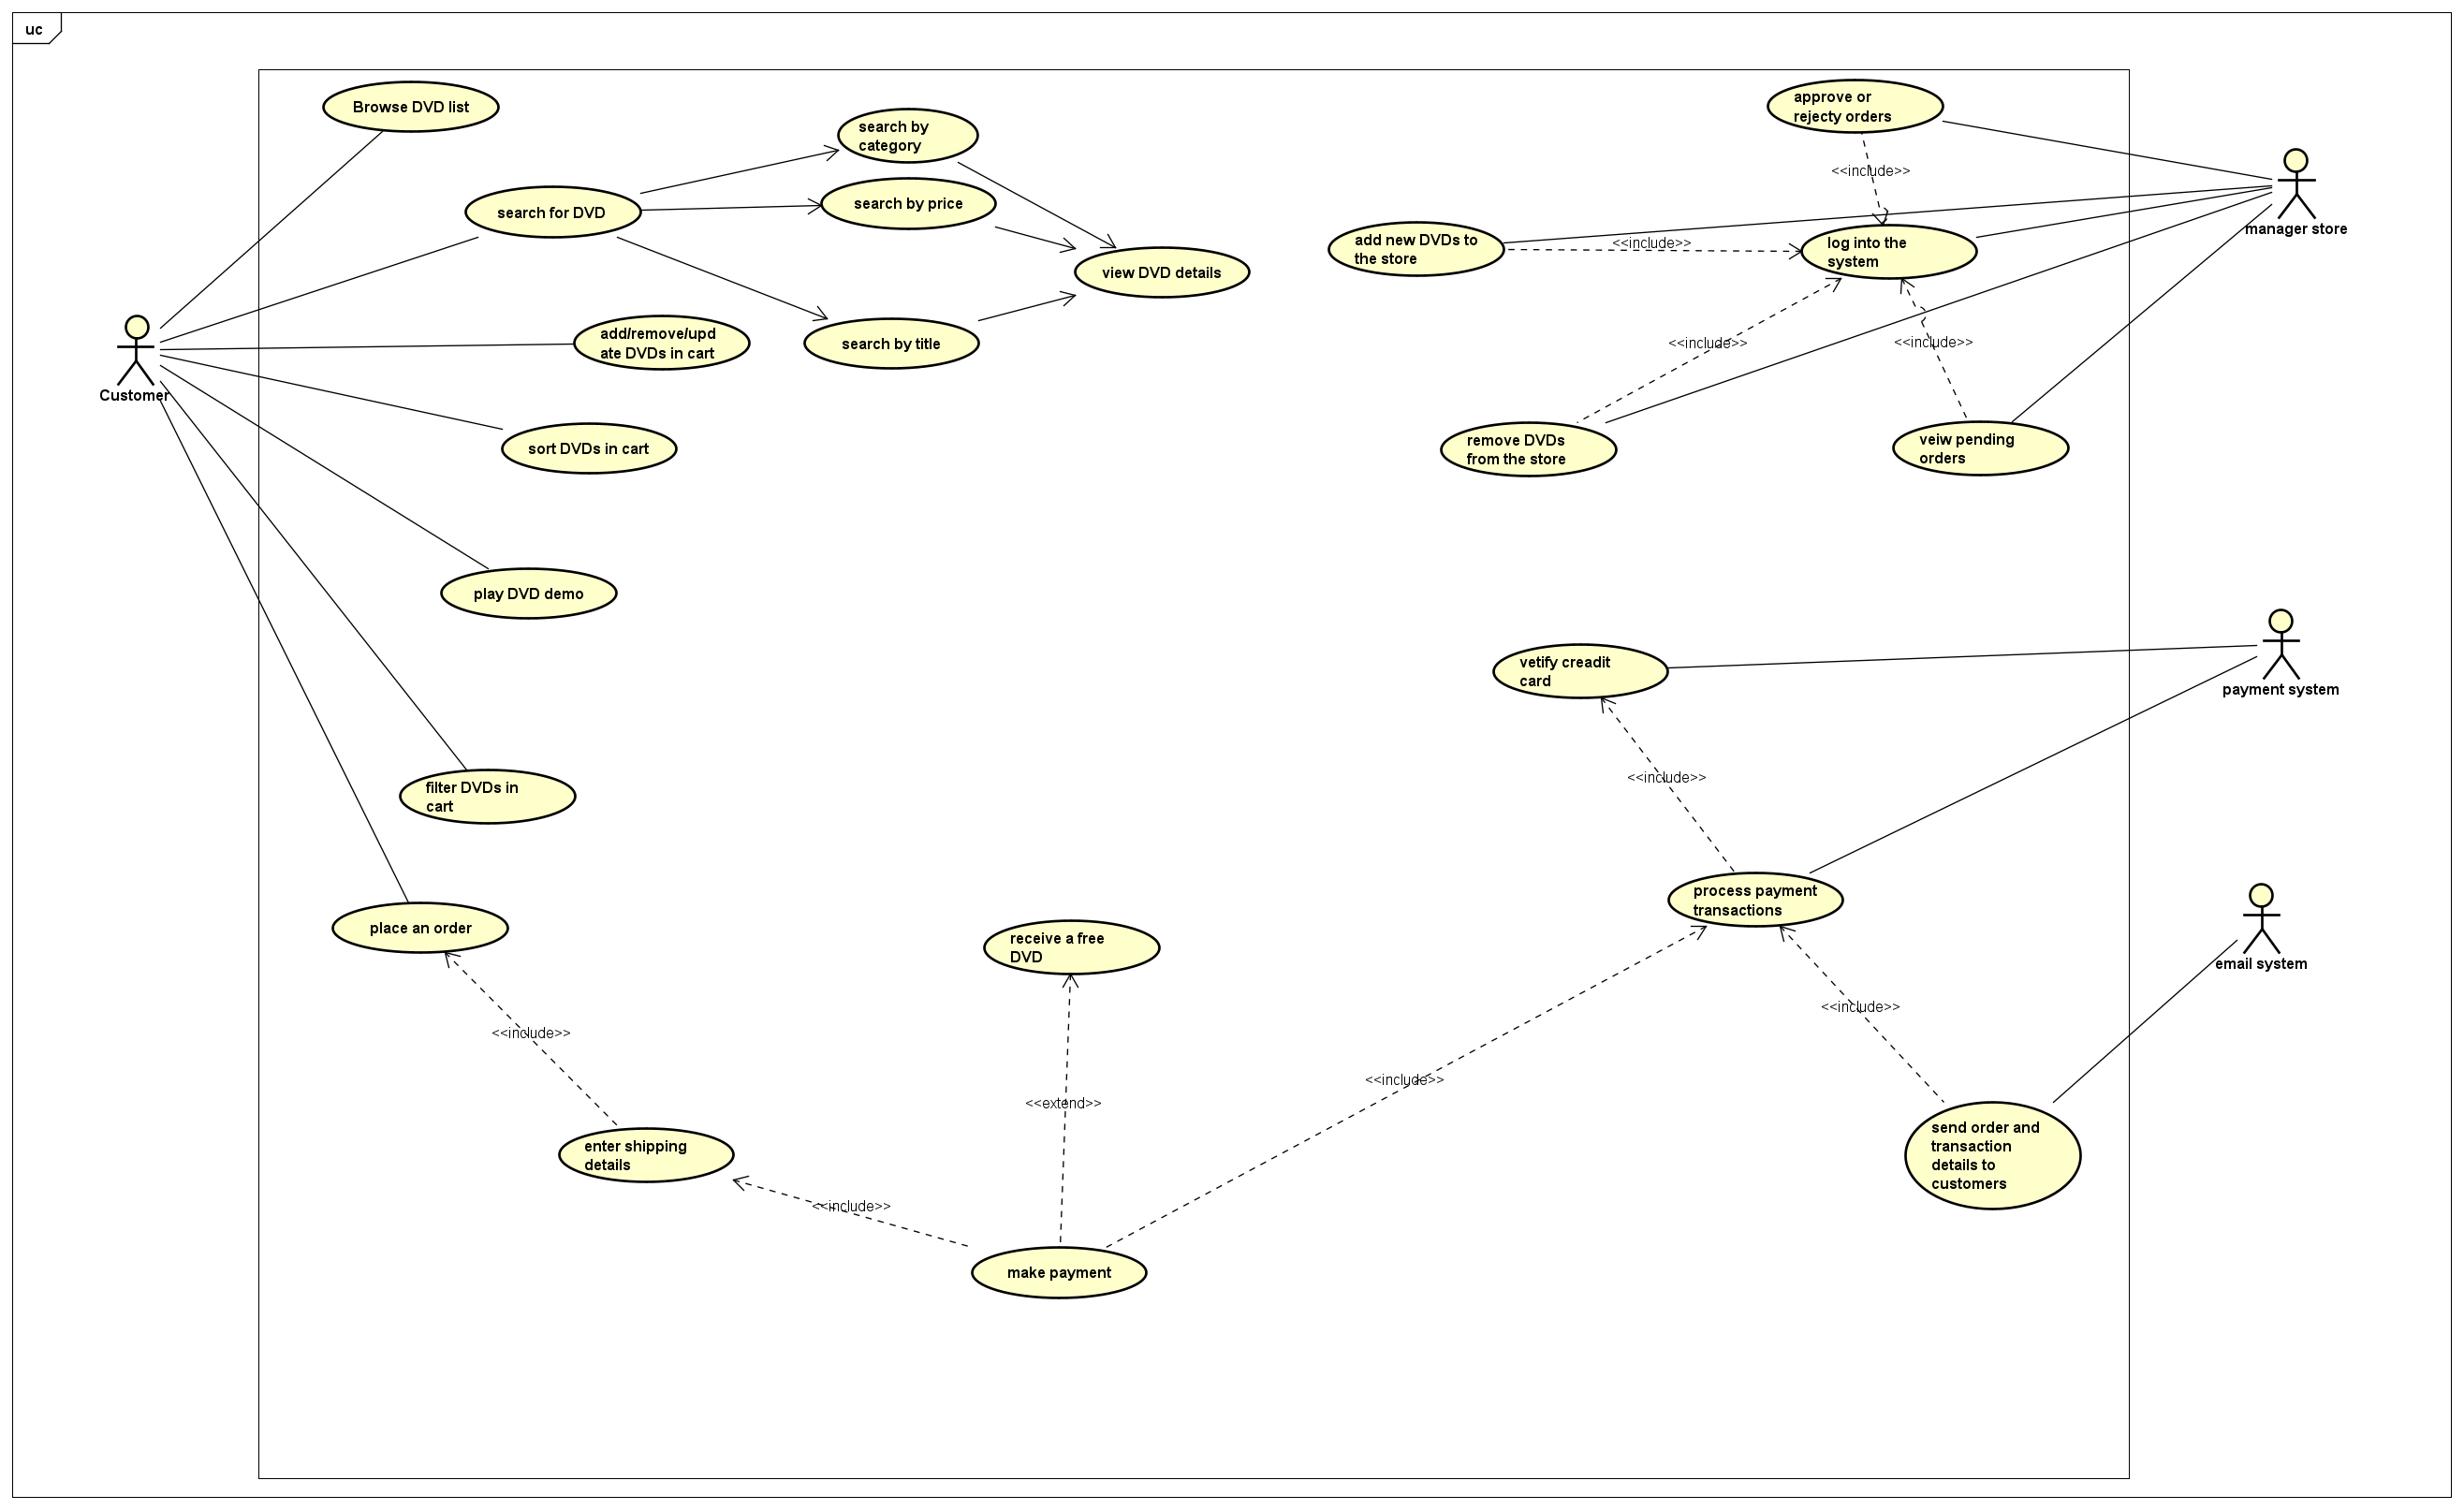 uc
Browse DVD list
search by
category
approve or
rejecty orders
<<include>>
search for DVD
search by price
manager store
add new DVDs to
the store
<<include>>
log into the
system
view DVD details
Customer
add/remove/upd
ate DVDs in cart
search by title
<<include>>
<<include>>
sort DVDs in cart
remove DVDs
from the store
veiw pending
orders
play DVD demo
vetify creadit
card
payment system
<<include>>
filter DVDs in
cart
process payment
transactions
place an order
receive a free
DVD
email system
<<include>>
<<include>>
<<extend>>
<<include>>
enter shipping
details
send order and
transaction
details to
customers
<<include>>
make payment